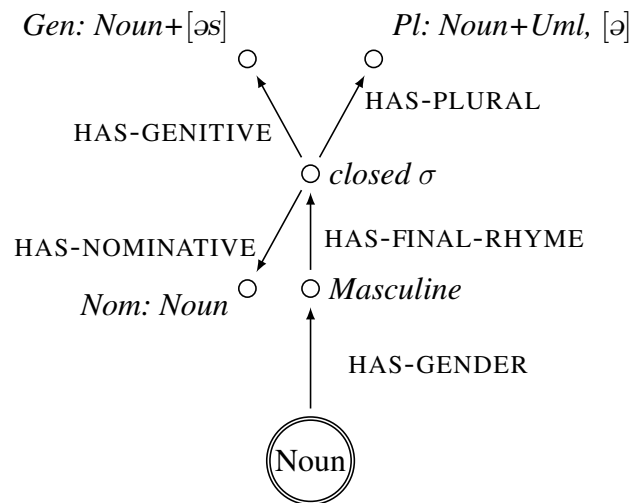 Gen: Noun+[əs] Pl: Noun+Uml, [ə]
HAS-GENITIVE HAS-PLURAL
closed σ
HAS-NOMINATIVE HAS-FINAL-RHYME
Nom: Noun Masculine
HAS-GENDER
Noun